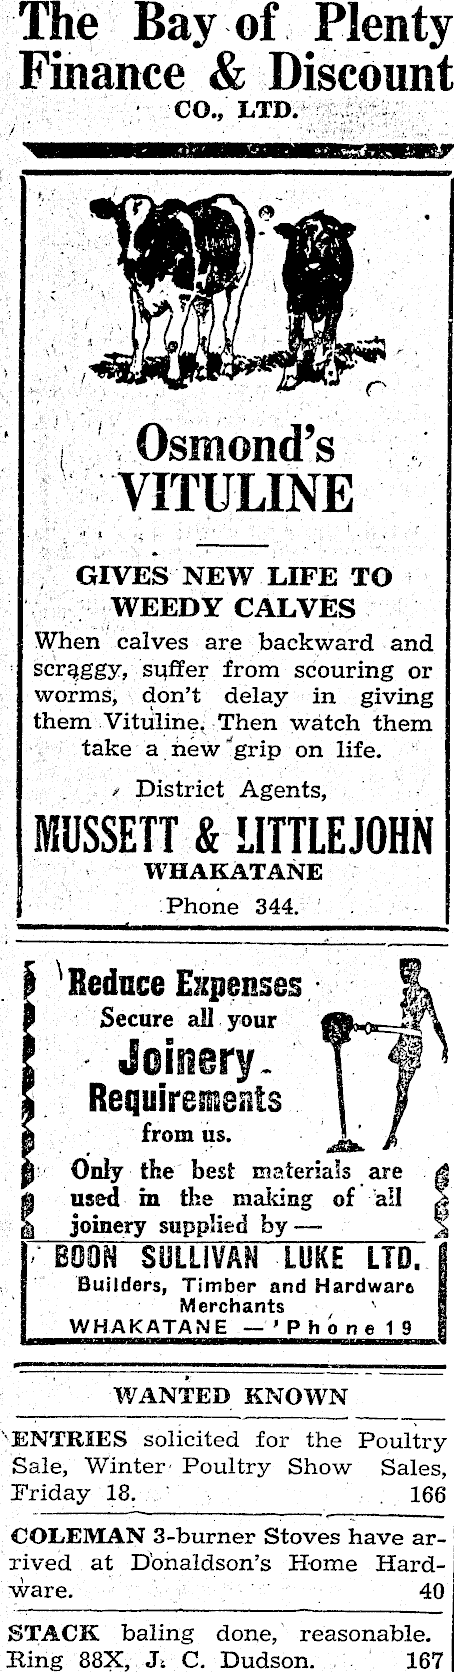 The Bay of Plenty
Finance & Discount
CO., LTD.
Osmond's
VITULINE
GIVES NEW LIFE TO
WEEDY CALVES
When calves are backward and
scraggy, suffer from scouring or
worms, don't delay in giving
them Vituline. Then watch them
take a new grip on life.
District Agents,
MUSSETT & LITTLEJOHN
WHAKATANE
Phone 344.
Reduce Expenses
Secure all your
Joinery
Requirements
from us.
Only the best materials are
used in the making of all
joinery supplied by —
BOON SULLIVAN LUKE LTD.
Builders, Timber and Hardware
Merchants
WHAKATANE — Phone 19
WANTED KNOWN
ENTRIES solicited for the Poultry
Sale, Winter Poultry Show Sales,
Friday 18. 166
COLEMAN 3-burner Stoves have ar-
rived at Donaldson's Home Hard-
ware. 40
STACK baling done, reasonable.
Ring 88X, J. C. Dudson. 167